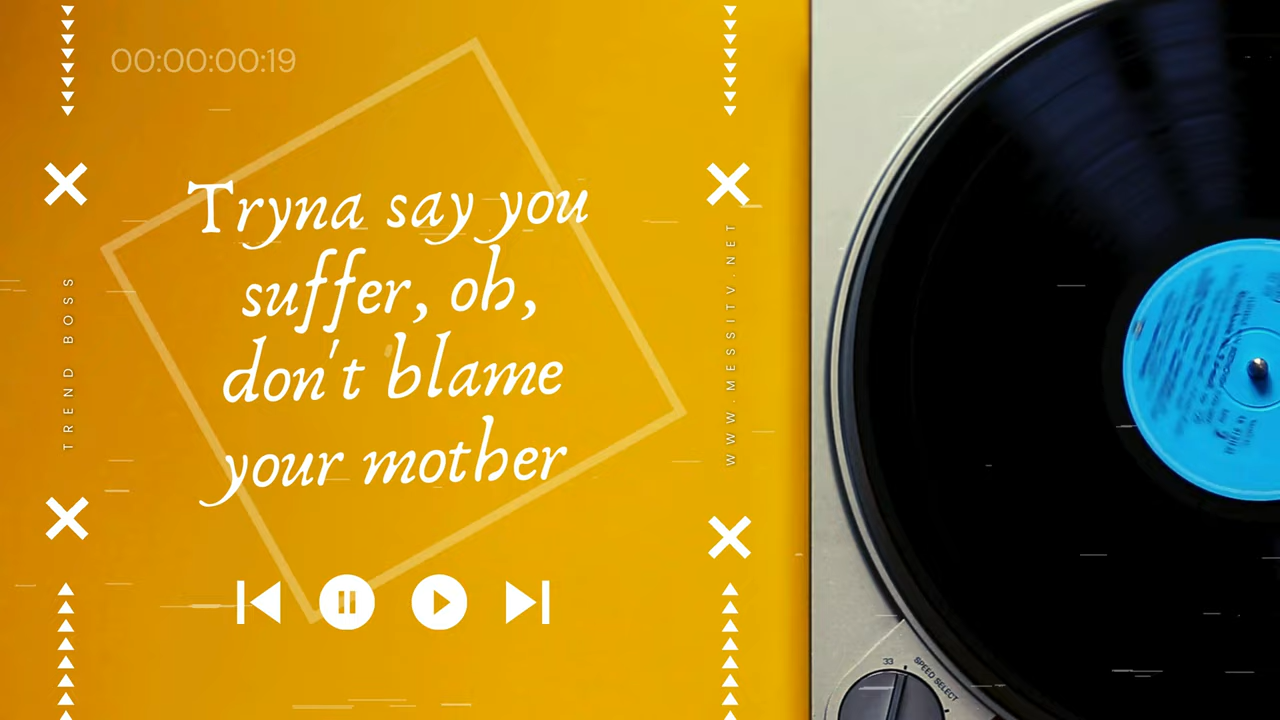 00:00:00:19
Tryna say you
suffer, oh,
don't blame
your mother
TREND BOSS
WWW.MESSITV.NET
33
SPEED SELECT